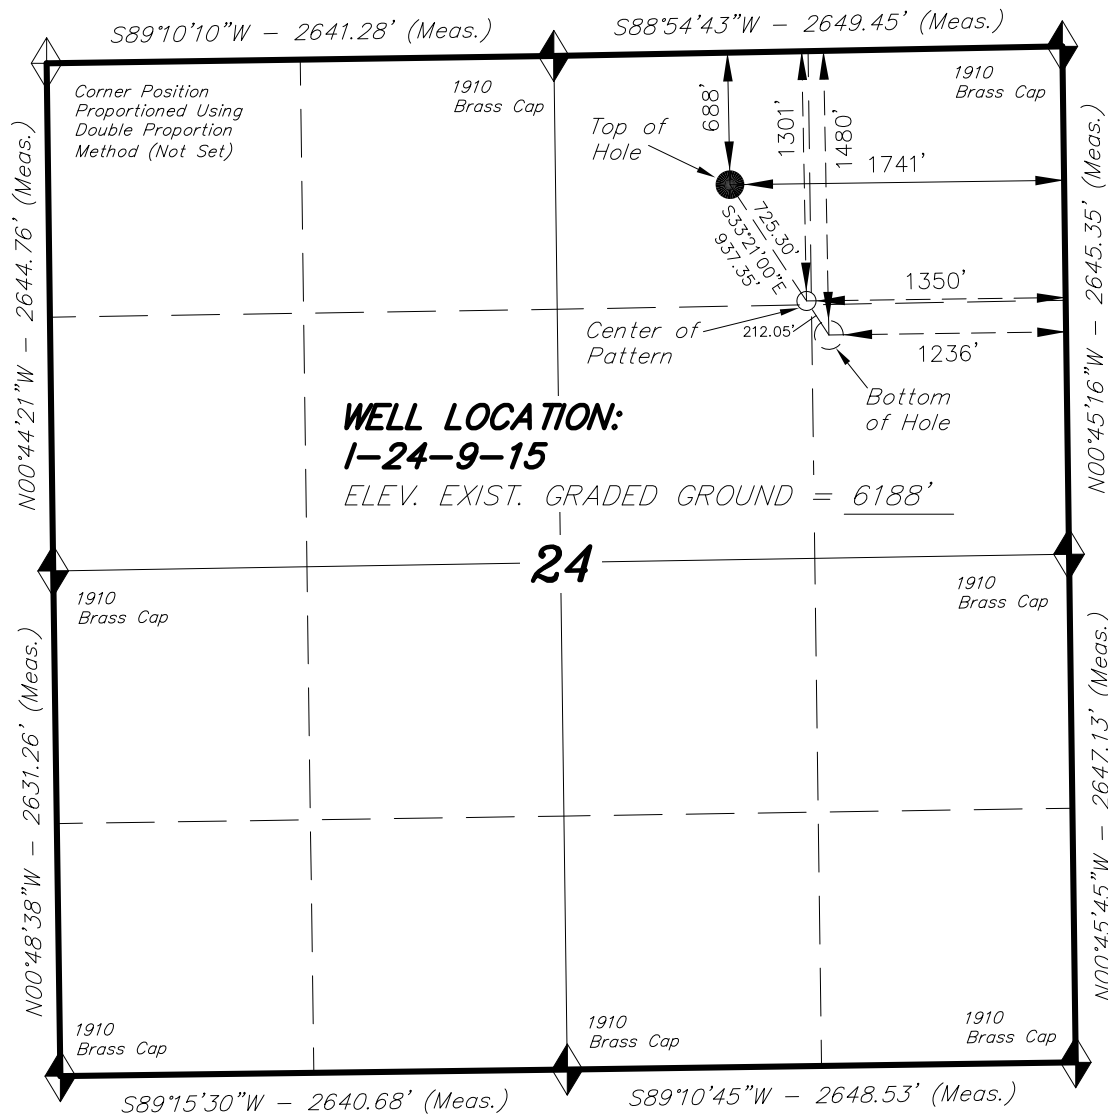 S89°10'10"W - 2641.28' (Meas.)
S88°54'43"W - 2649.45' (Meas.)
Corner Position
Proportioned Using
Double Proportion
Method (Not Set)
1910
Brass Cap
1910
Brass Cap
N00°44'21"W - 2644.76' (Meas.)
N00°45'16"W - 2645.35' (Meas.)
Top of
Hole
688'
1301'
1480'
1741'
725.30'
S33°21'00"E
937.35'
1350'
Center of
Pattern
212.05'
1236'
Bottom
of Hole
WELL LOCATION:
I-24-9-15
ELEV. EXIST. GRADED GROUND = 6188'
24
1910
Brass Cap
1910
Brass Cap
N00°48'38"W - 2631.26' (Meas.)
N00°45'45"W - 2647.13' (Meas.)
1910
Brass Cap
1910
Brass Cap
1910
Brass Cap
S89°15'30"W - 2640.68' (Meas.)
S89°10'45"W - 2648.53' (Meas.)